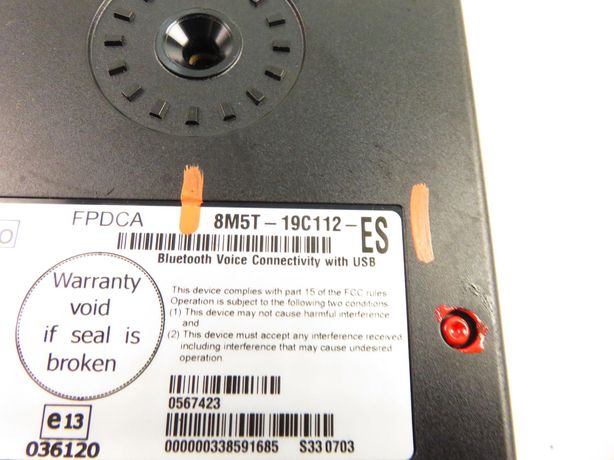 FPDCA 8M5T-19C112-ES
Bluetooth Voice Connectivity with USB
Warranty
void
if seal is
broken
This device complies with part 15 of the FCC rules
Operation is subject to the following two conditions
(1) This device may not cause harmful interference
and
(2) This device must accept any interference received
including interference that may cause undesired
operation
0567423
e13
036120
000000338591685 S33 0703